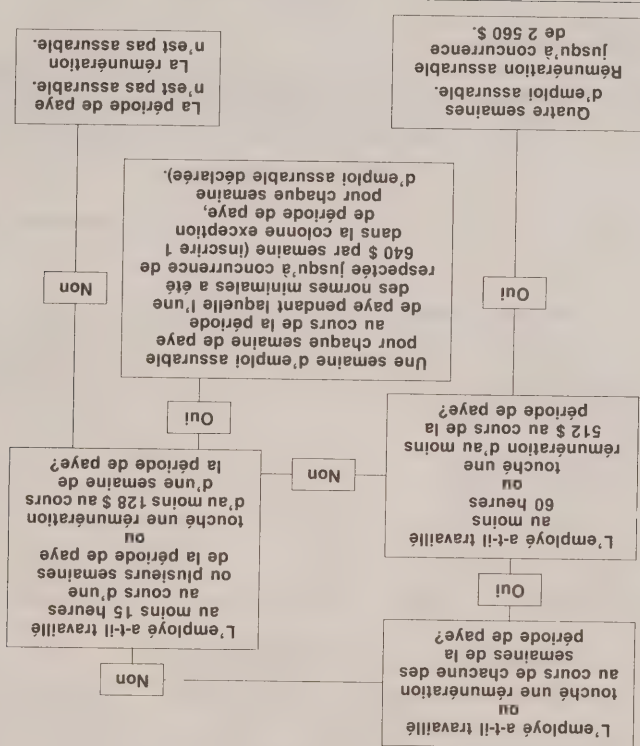 L'employé a-t-il travaillé
ou
touché une rémunération
au cours de chacune des
semaines de la
période de paye?
Non
Oui
L'employé a-t-il travaillé
au moins
60 heures
ou
touché une
rémunération d'au moins
512 $ au cours de la
période de paye?
Non
L'employé a-t-il travaillé
au moins 15 heures
au cours d'une
ou plusieurs semaines
de la période de paye
ou
touché une rémunération
d'au moins 128 $ au cours
d'une semaine de
la période de paye?
Oui
Une semaine d'emploi assurable
pour chaque semaine de paye
au cours de la période
de paye pendant laquelle l'une
des normes minimales a été
respectée jusqu'à concurrence de
640 $ par semaine (inscrire 1
dans la colonne exception
de période de paye,
pour chaque semaine
d'emploi assurable déclarée).
Oui
Non
Quatre semaines
d'emploi assurable.
Rémunération assurable
jusqu'à concurrence
de 2 560 $.
La période de paye
n'est pas assurable.
La rémunération
n'est pas assurable.